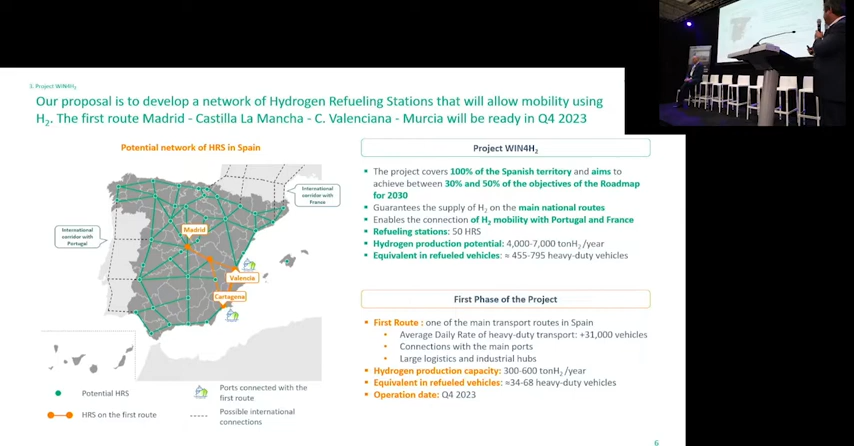 3. Project WIN4H₂
Our proposal is to develop a network of Hydrogen Refueling Stations that will allow mobility using
H₂. The first route Madrid - Castilla La Mancha - C. Valenciana - Murcia will be ready in Q4 2023
Potential network of HRS in Spain
International
corridor with
France
International
corridor with
Portugal
Madrid
Valencia
Cartagena
Potential HRS
HRS on the first route
Ports connected with the
first route
Possible international
connections
Project WIN4H₂
The project covers 100% of the Spanish territory and aims to
achieve between 30% and 50% of the objectives of the Roadmap
for 2030
Guarantees the supply of H₂ on the main national routes
Enables the connection of H₂ mobility with Portugal and France
Refueling stations: 50 HRS
Hydrogen production potential: 4,000-7,000 tonH₂/year
Equivalent in refueled vehicles: ≈ 455-795 heavy-duty vehicles
First Phase of the Project
First Route : one of the main transport routes in Spain
Average Daily Rate of heavy-duty transport: +31,000 vehicles
Connections with the main ports
Large logistics and industrial hubs
Hydrogen production capacity: 300-600 tonH₂/year
Equivalent in refueled vehicles: ≈34-68 heavy-duty vehicles
Operation date: Q4 2023
6